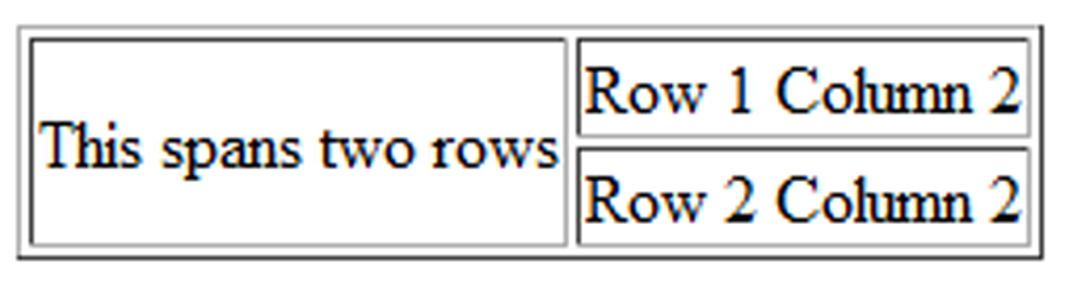 This spans two rows
Row 1 Column 2
Row 2 Column 2